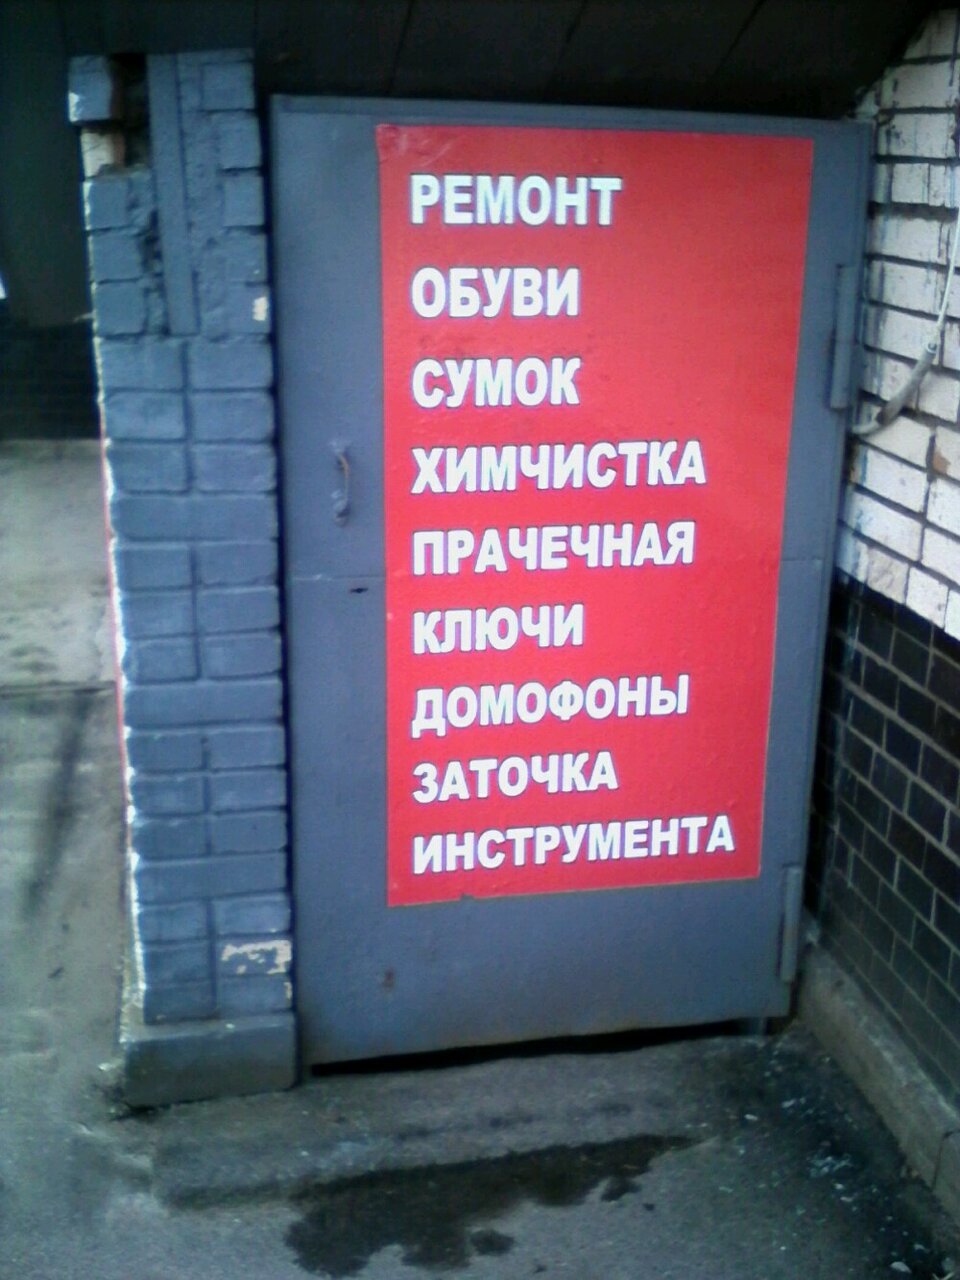 РЕМОНТ
ОБУВИ
СУМОК
ХИМЧИСТКА
ПРАЧЕЧНАЯ
КЛЮЧИ
ДОМОФОНЫ
ЗАТОЧКА
ИНСТРУМЕНТА